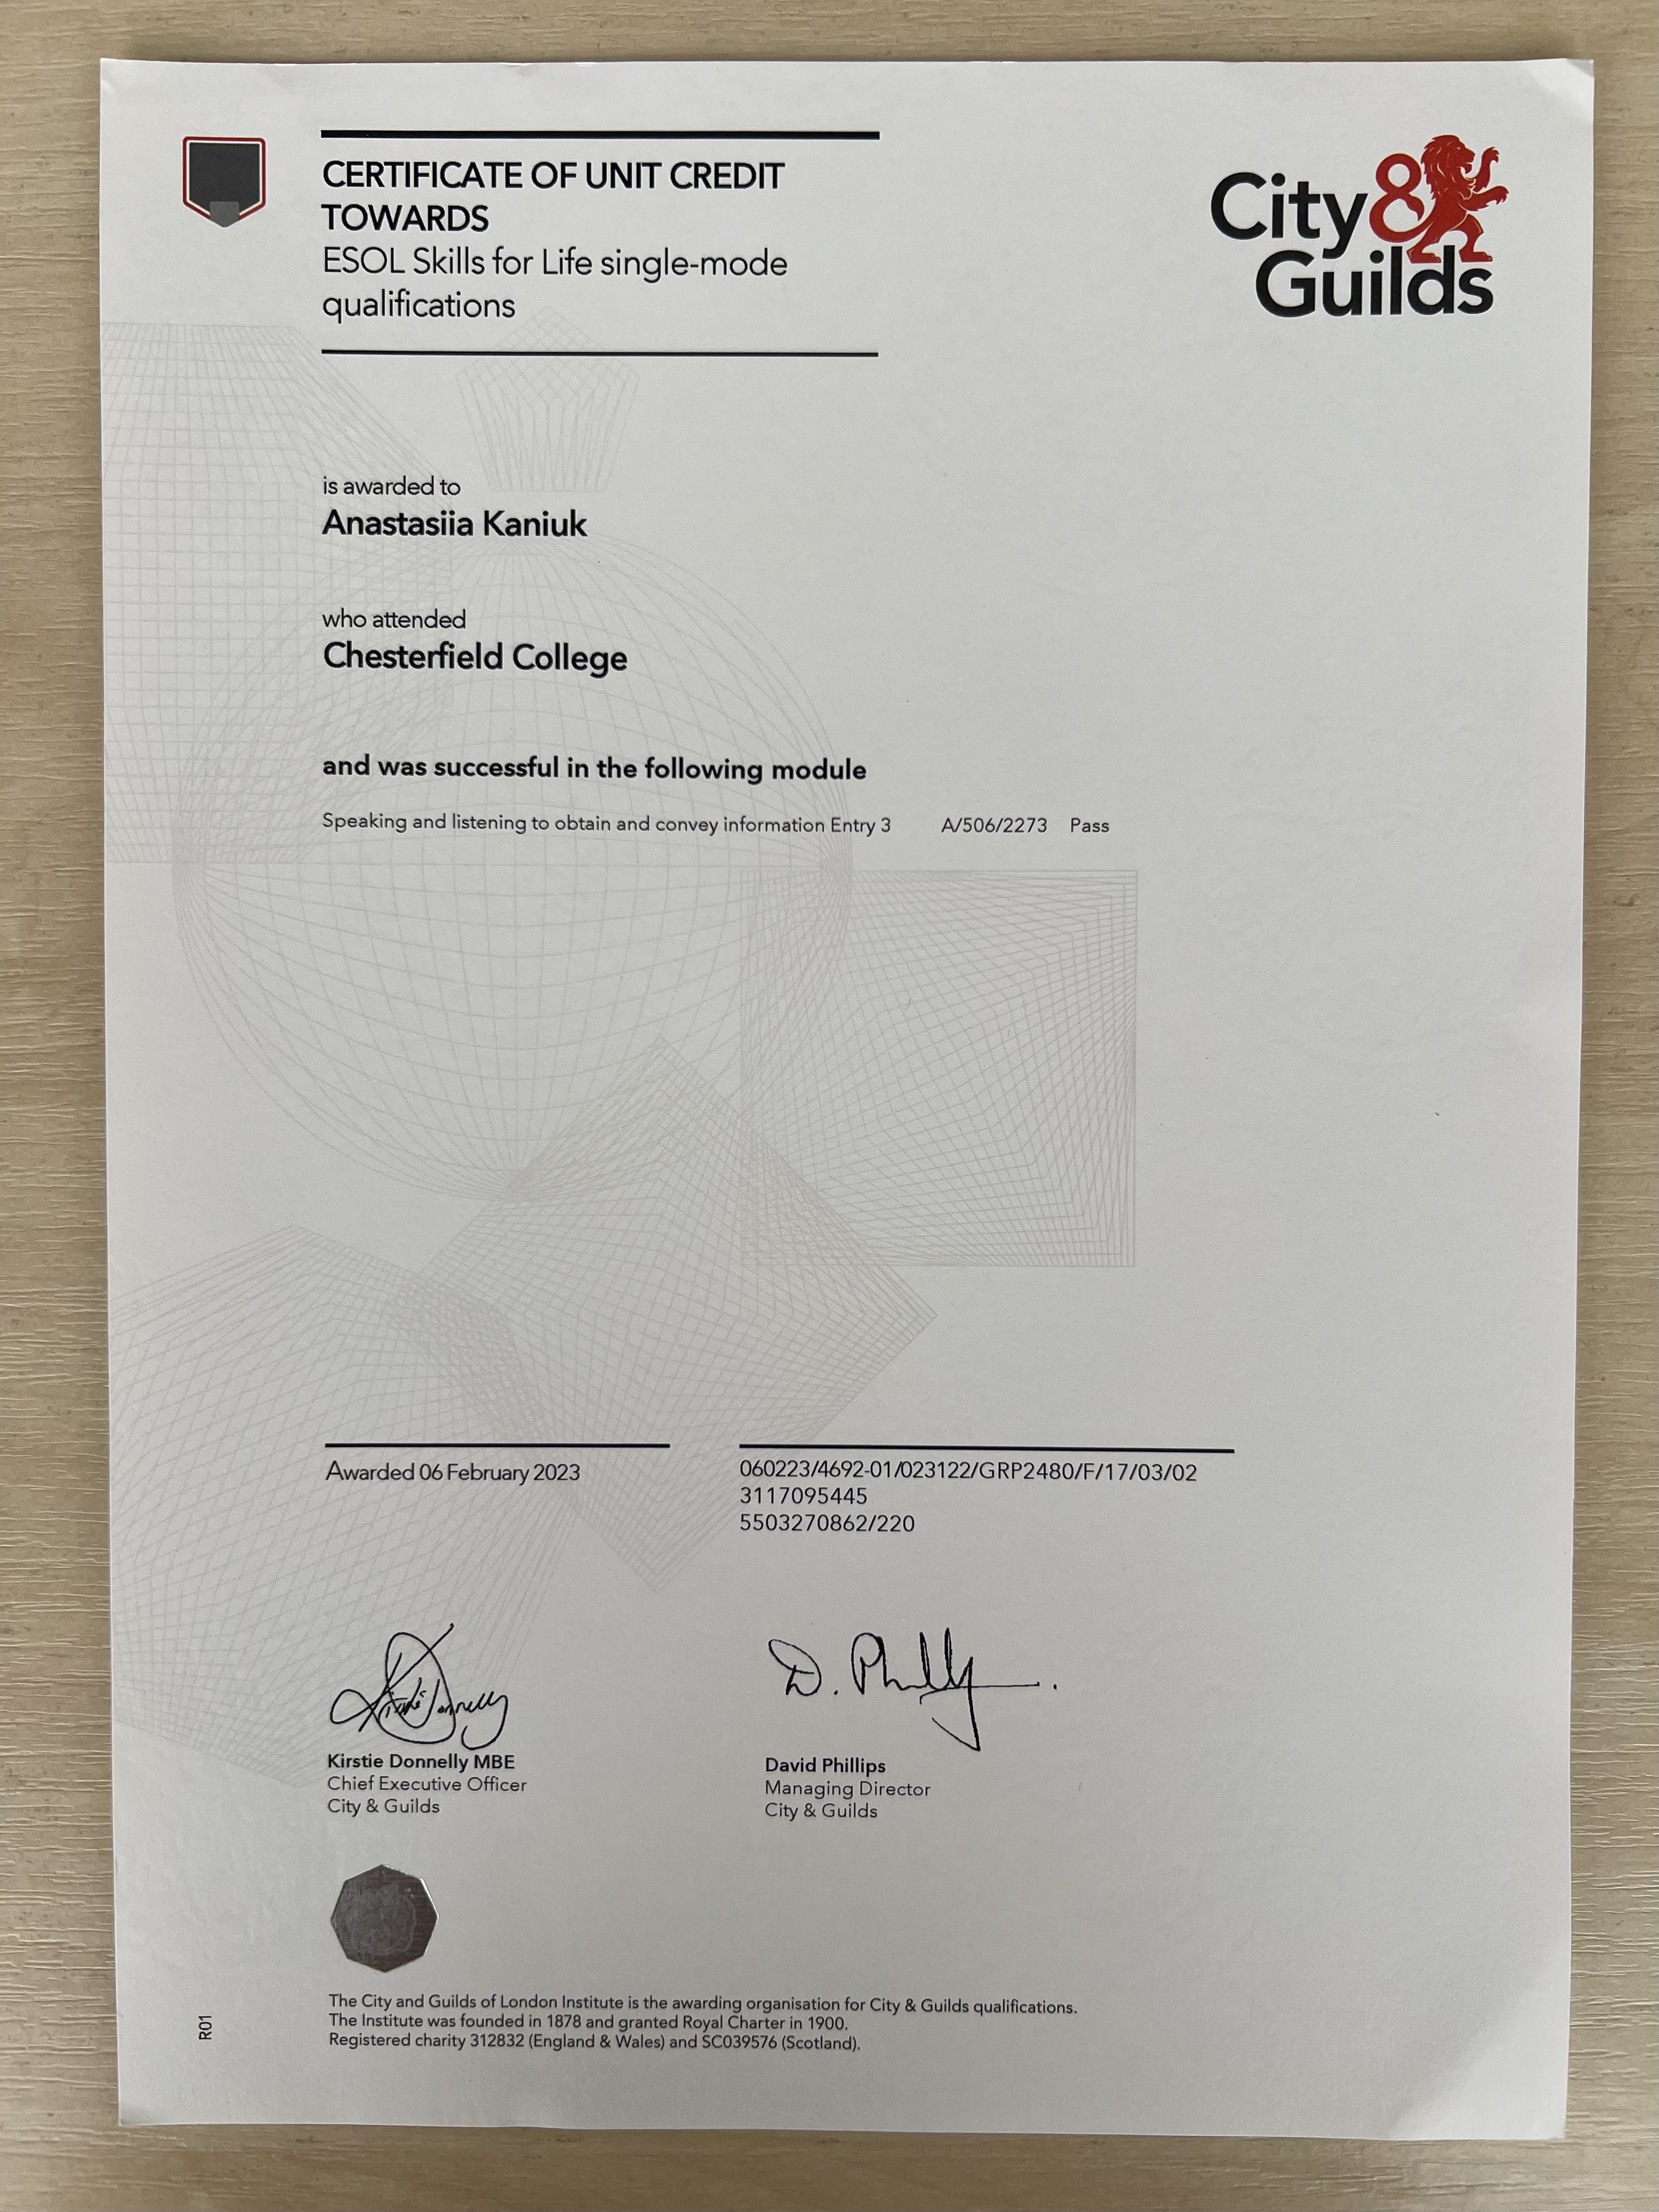 CERTIFICATE OF UNIT CREDIT
TOWARDS
ESOL Skills for Life single-mode
qualifications
City &
Guilds
is awarded to
Anastasiia Kaniuk
who attended
Chesterfield College
and was successful in the following module
Speaking and listening to obtain and convey information Entry 3 A/506/2273 Pass
Awarded 06 February 2023
060223/4692-01/023122/GRP2480/F/17/03/02
3117095445
5503270862/220
Kirstie Donnelly
D. Phillips
Kirstie Donnelly MBE
Chief Executive Officer
City & Guilds
David Phillips
Managing Director
City & Guilds
The City and Guilds of London Institute is the awarding organisation for City & Guilds qualifications.
The Institute was founded in 1878 and granted Royal Charter in 1900.
Registered charity 312832 (England & Wales) and SC039576 (Scotland).
R01